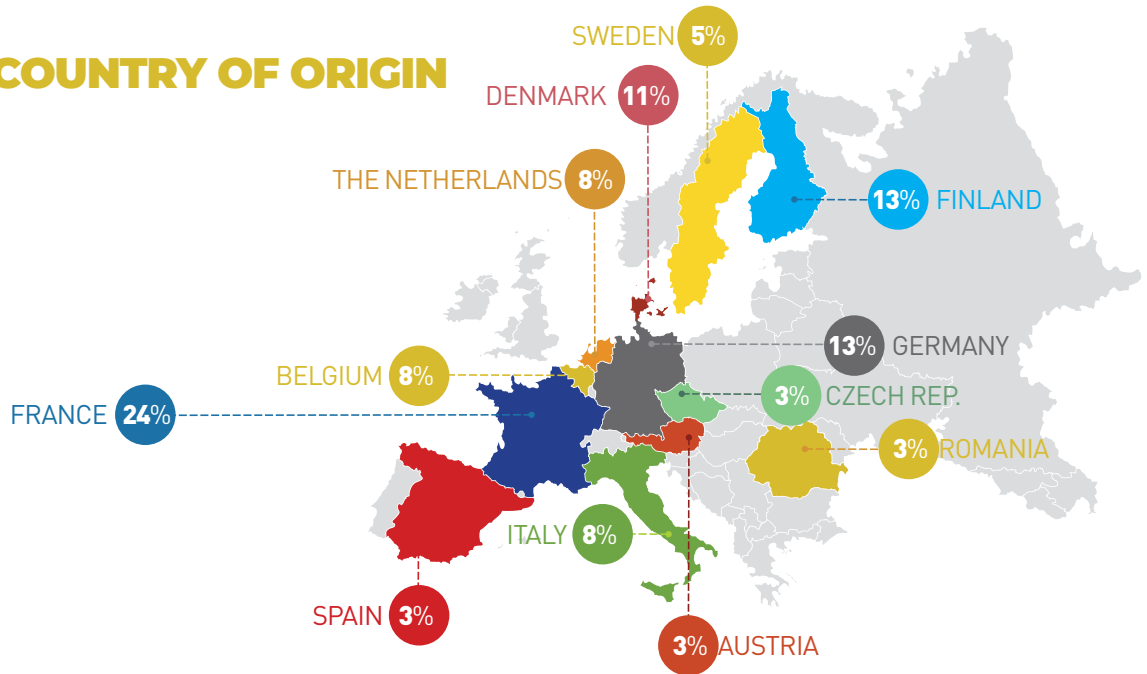 COUNTRY OF ORIGIN
SWEDEN 5%
DENMARK 11%
THE NETHERLANDS 8%
13% FINLAND
13% GERMANY
BELGIUM 8%
3% CZECH REP.
FRANCE 24%
3% ROMANIA
ITALY 8%
SPAIN 3%
3% AUSTRIA